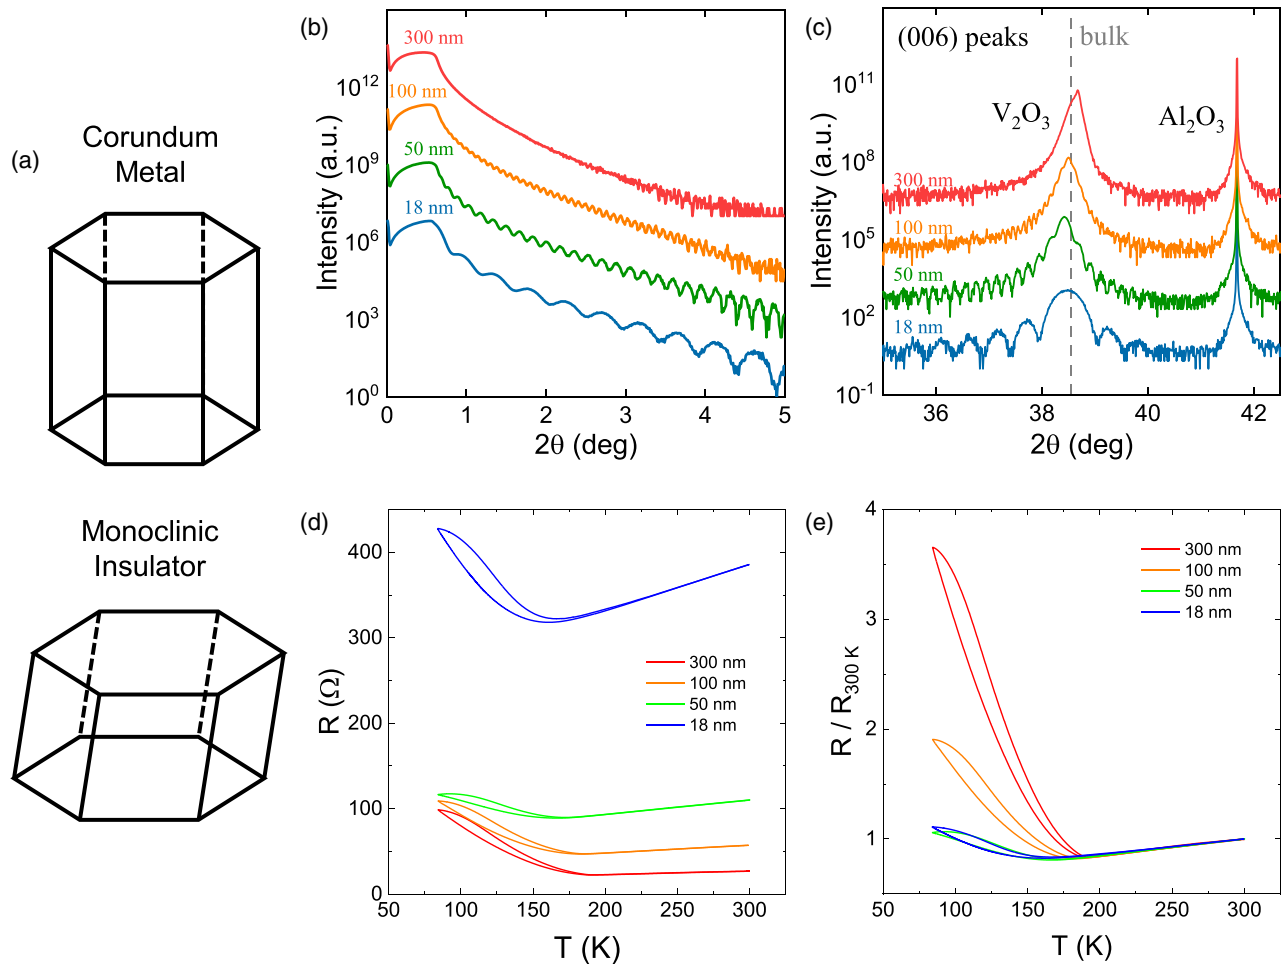 (a)
Corundum
Metal
Monoclinic
Insulator
(b)
300 nm
100 nm
50 nm
18 nm
Intensity (a.u.)
10^12
10^9
10^6
10^3
10^0
0 1 2 3 4 5
2θ (deg)
(c)
(006) peaks
bulk
V₂O₃
Al₂O₃
300 nm
100 nm
50 nm
18 nm
Intensity (a.u.)
10^11
10^8
10^5
10^2
10^-1
36 38 40 42
2θ (deg)
(d)
R (Ω)
400
300
200
100
0
300 nm
100 nm
50 nm
18 nm
50 100 150 200 250 300
T (K)
(e)
R / R₃₀₀ K
4
3
2
1
300 nm
100 nm
50 nm
18 nm
50 100 150 200 250 300
T (K)